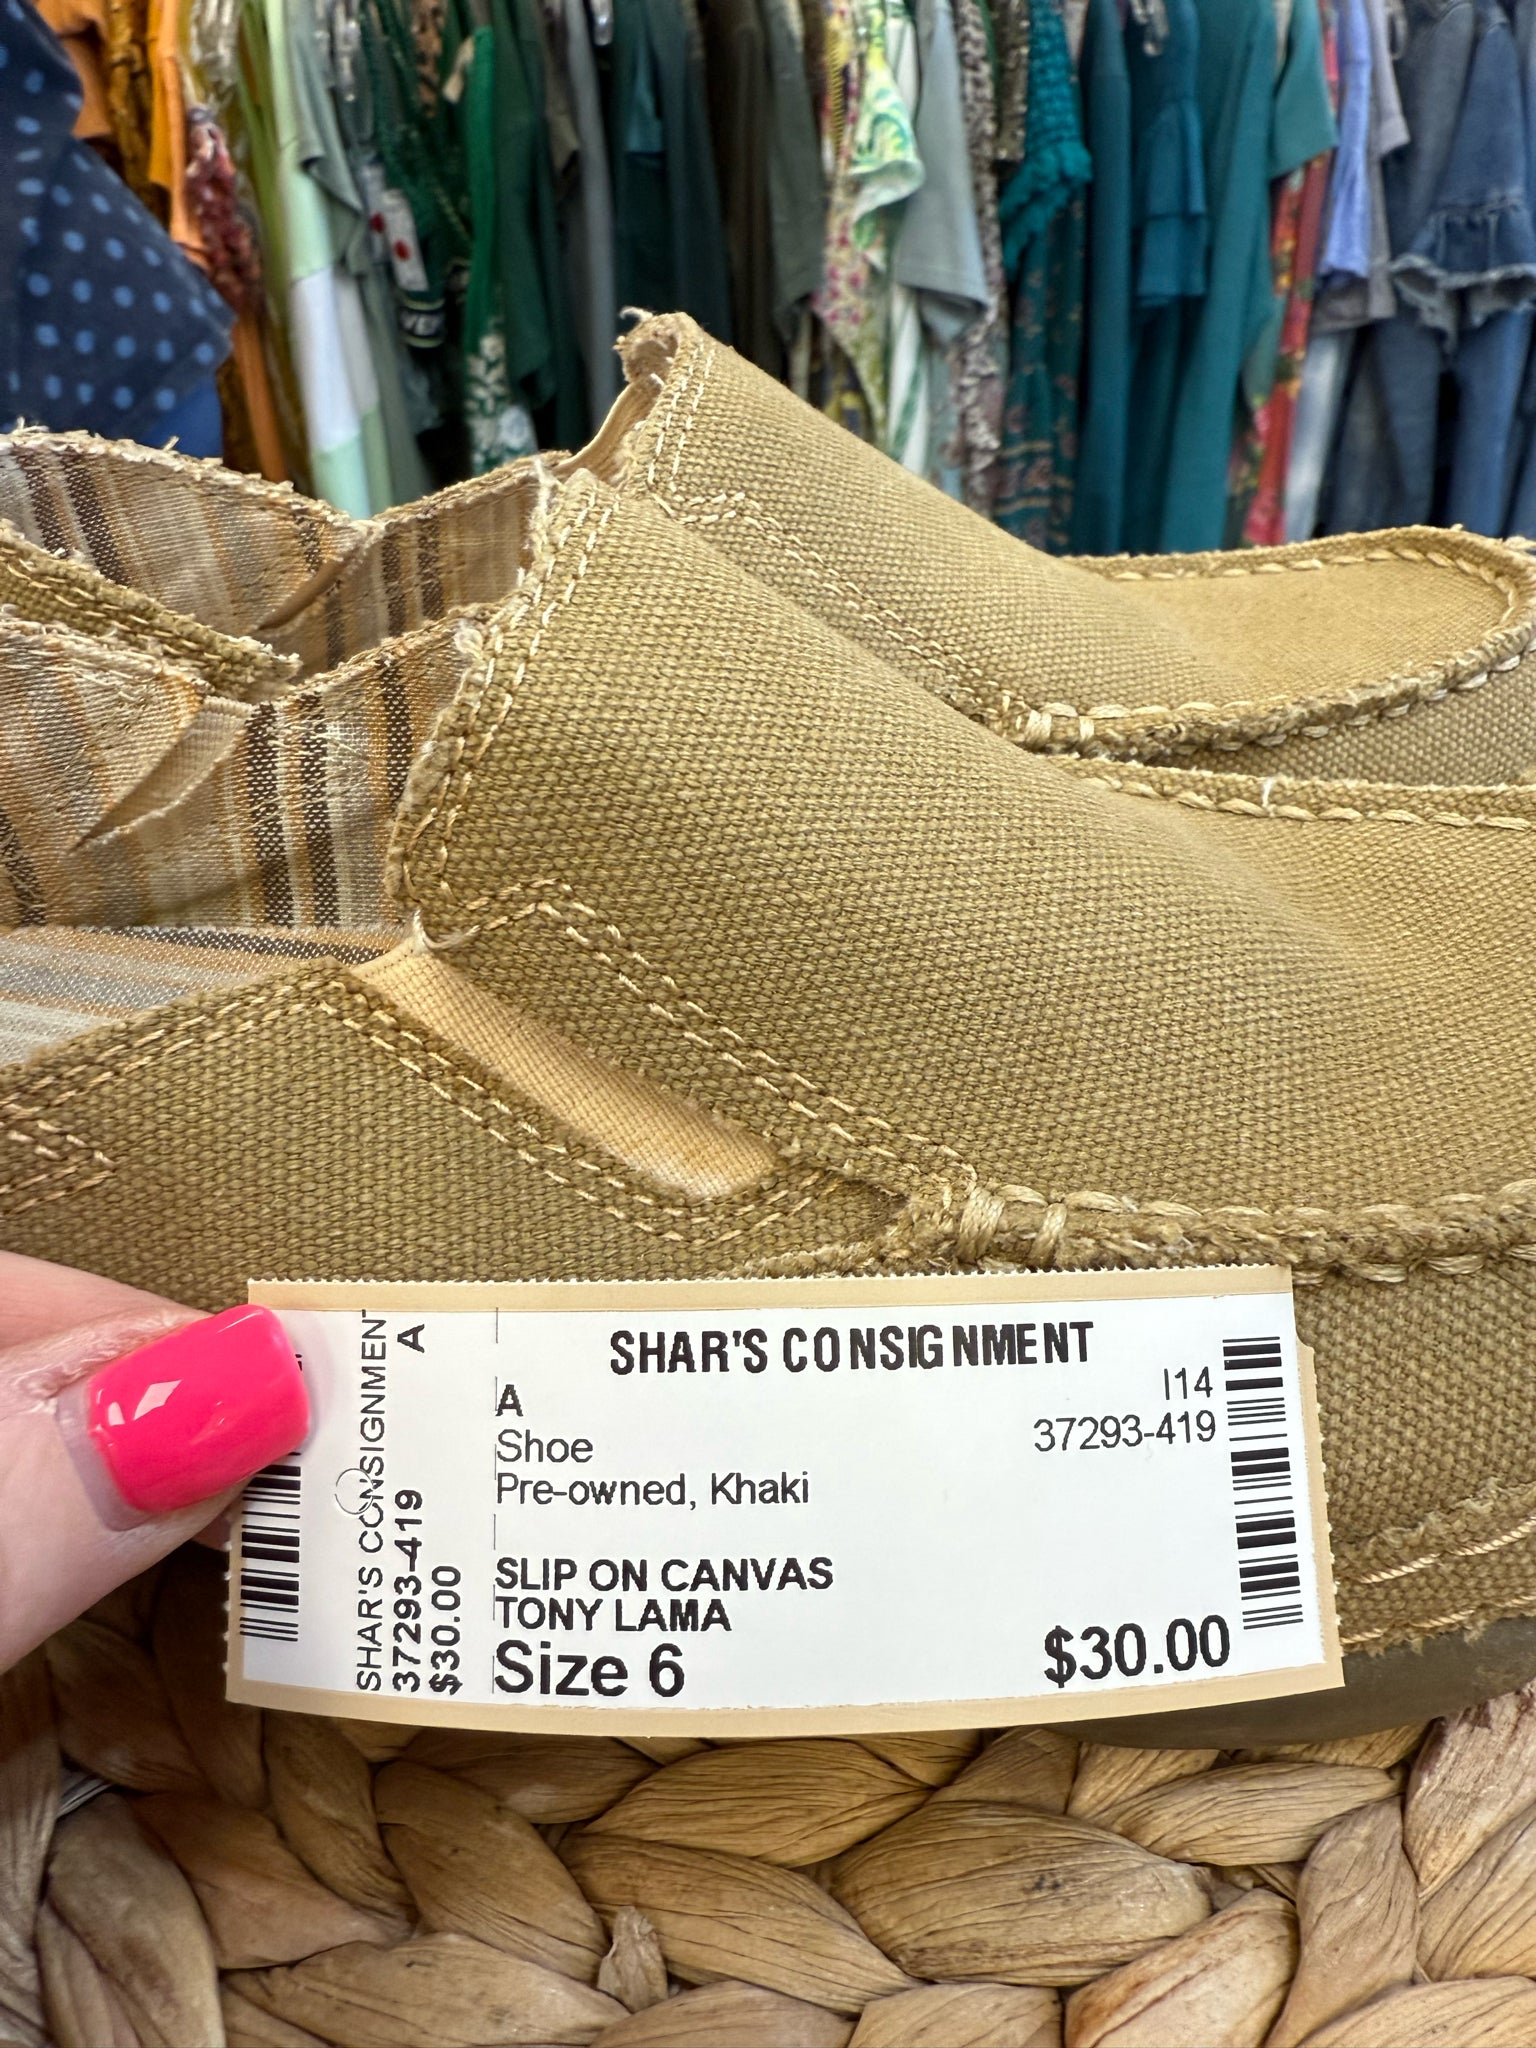 SHAR'S CONSIGNMENT
A
I14
Shoe
37293-419
Pre-owned, Khaki
SLIP ON CANVAS
TONY LAMA
Size 6
$30.00
SHAR'S CONSIGNMEN
A
37293-419
$30.00